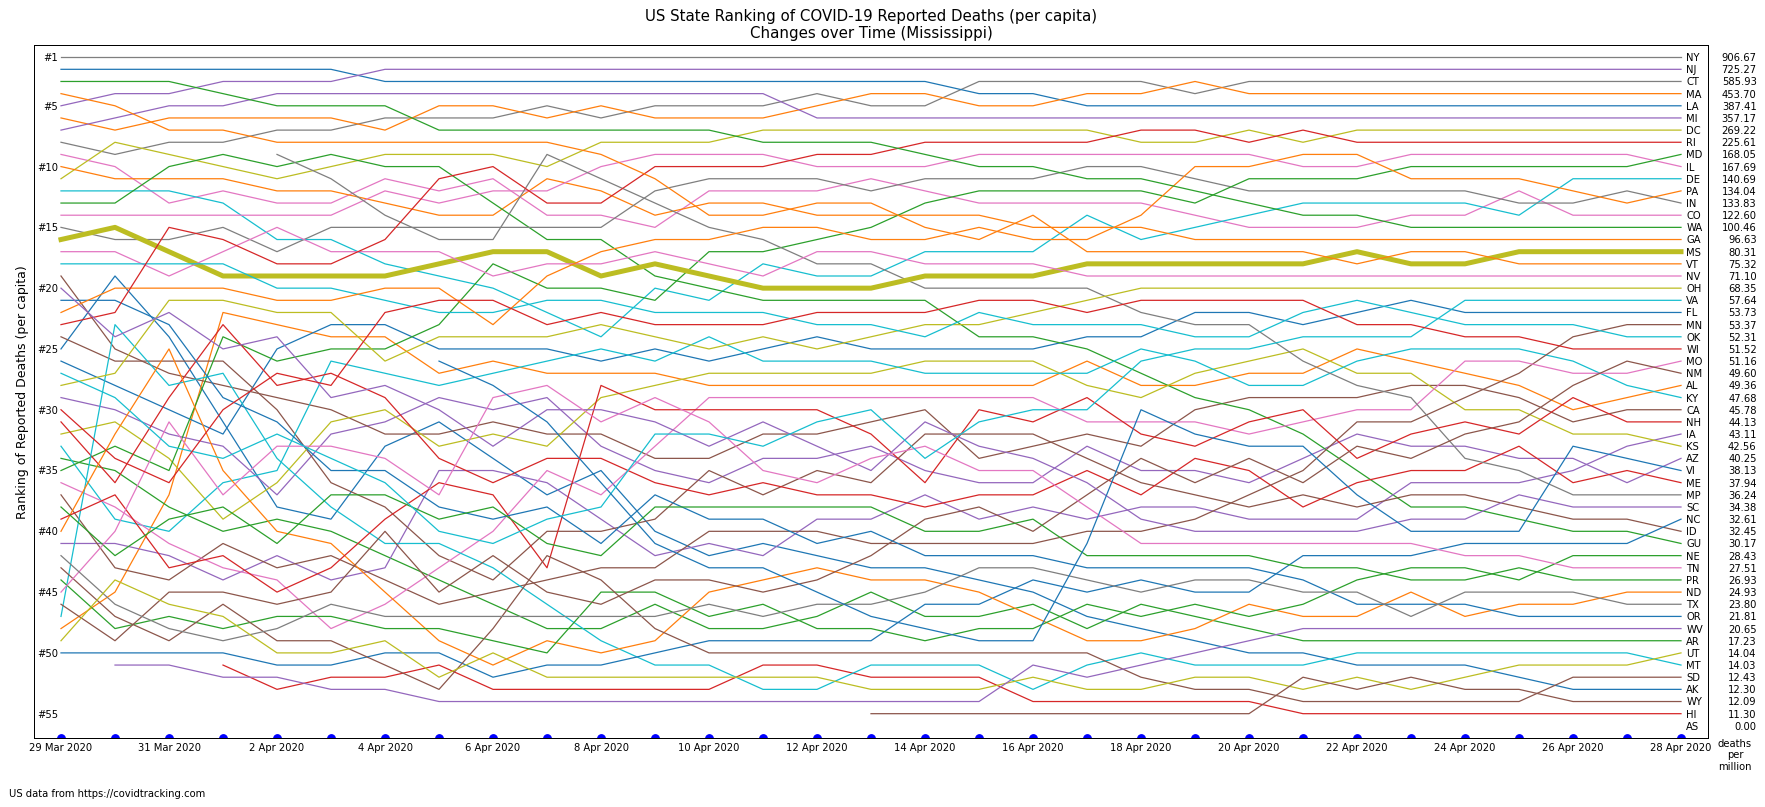 US State Ranking of COVID-19 Reported Deaths (per capita)
Changes over Time (Mississippi)
Ranking of Reported Deaths (per capita)
#1
#5
#10
#15
#20
#25
#30
#35
#40
#45
#50
#55
NY 906.67
NJ 725.27
CT 585.93
MA 453.70
LA 387.41
MI 357.17
DC 269.22
RI 225.61
MD 168.05
IL 167.69
DE 140.69
PA 134.04
IN 133.83
CO 122.60
WA 100.46
GA 96.63
MS 80.31
VT 75.32
NV 71.10
OH 68.35
VA 57.64
FL 53.73
MN 53.37
OK 52.31
WI 51.52
MO 51.16
NM 49.60
AL 49.36
KY 47.68
CA 45.78
NH 44.13
IA 43.11
KS 42.56
AZ 40.25
VI 38.13
ME 37.94
MP 36.24
SC 34.38
NC 32.61
ID 32.45
GU 30.17
NE 28.43
TN 27.51
PR 26.93
ND 24.93
TX 23.80
OR 21.81
WV 20.65
AR 17.23
UT 14.04
MT 14.03
SD 12.43
AK 12.30
WY 12.09
HI 11.30
AS 0.00
29 Mar 2020 31 Mar 2020 2 Apr 2020 4 Apr 2020 6 Apr 2020 8 Apr 2020 10 Apr 2020 12 Apr 2020 14 Apr 2020 16 Apr 2020 18 Apr 2020 20 Apr 2020 22 Apr 2020 24 Apr 2020 26 Apr 2020 28 Apr 2020
deaths
per
million
US data from https://covidtracking.com